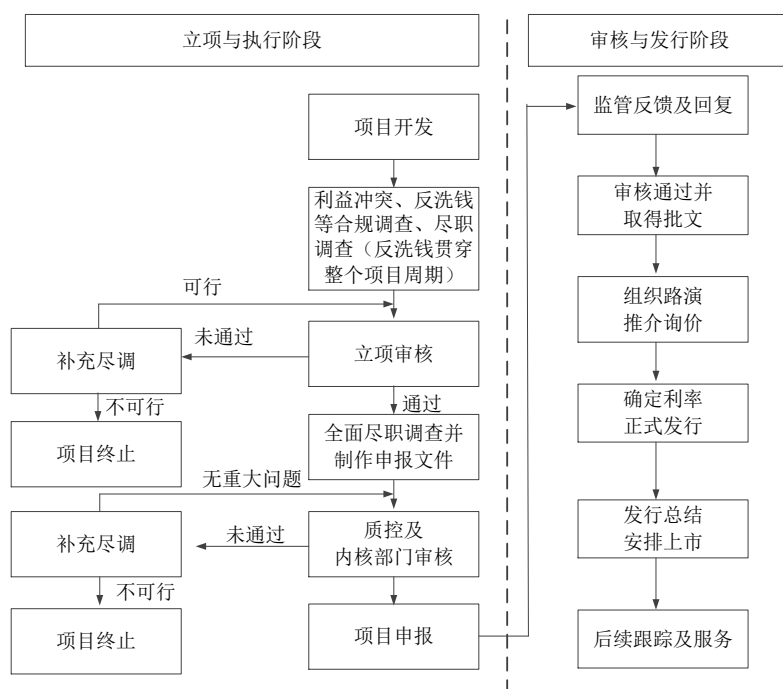 立项与执行阶段
项目开发
利益冲突、反洗钱
等合规调查、尽职
调查（反洗钱贯穿
整个项目周期）
可行
立项审核
未通过
补充尽调
不可行
项目终止
通过
全面尽职调查并
制作申报文件
无重大问题
质控及
内核部门审核
未通过
补充尽调
不可行
项目终止
项目申报
审核与发行阶段
监管反馈及回复
审核通过并
取得批文
组织路演
推介询价
确定利率
正式发行
发行总结
安排上市
后续跟踪及服务